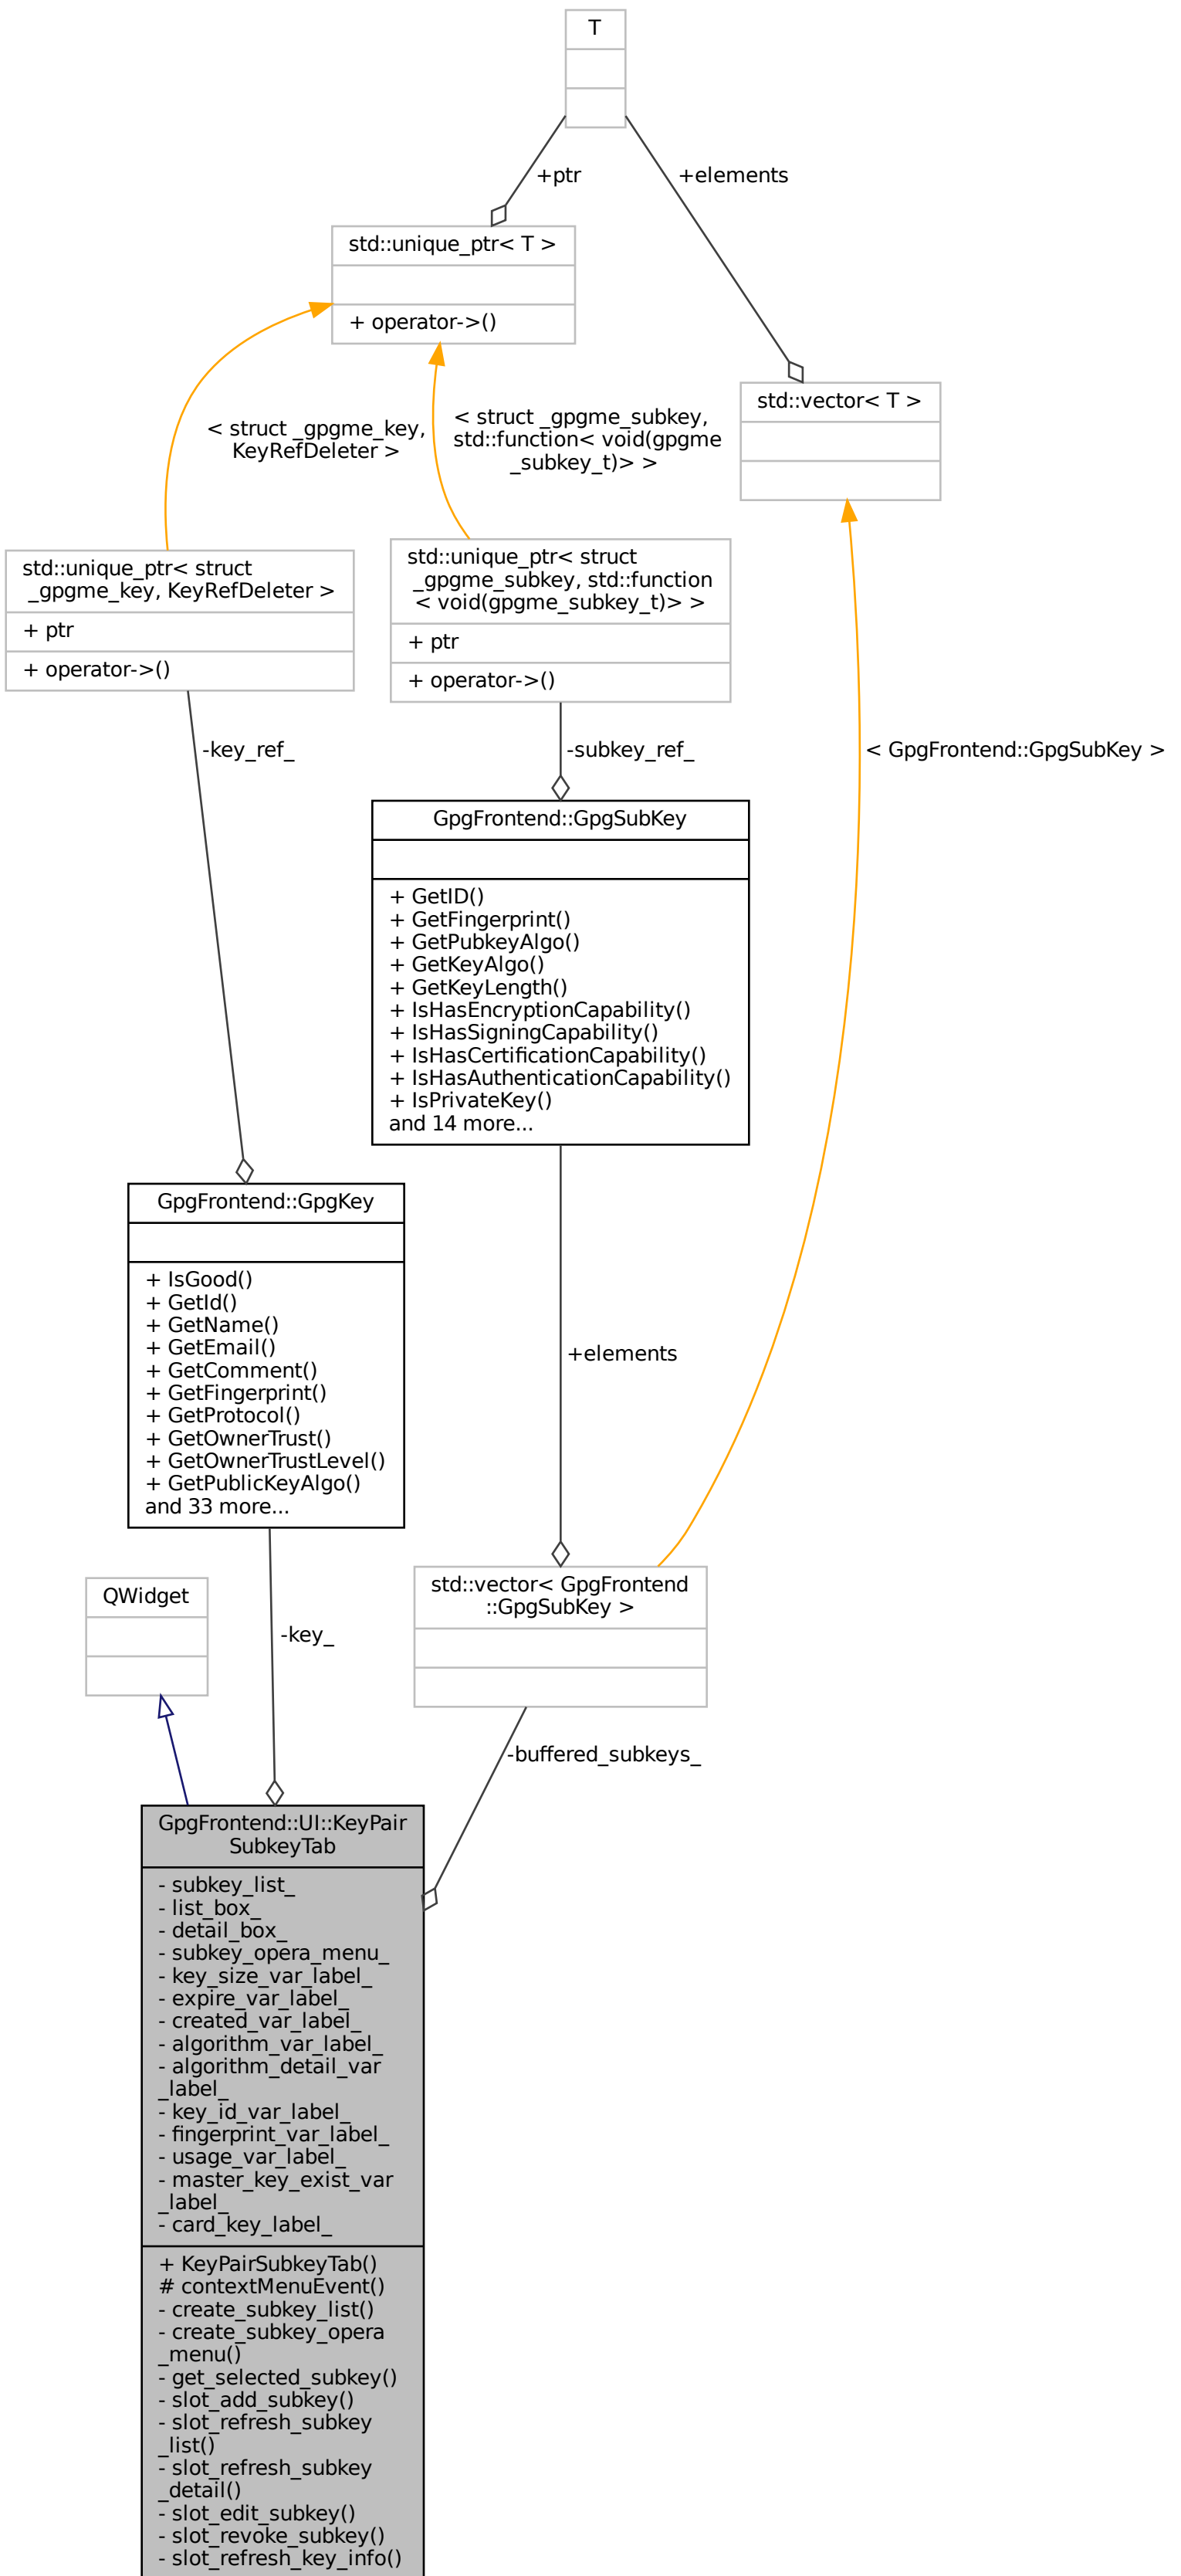 T
+ptr
+elements
std::unique_ptr< T >
+ operator->()
std::vector< T >
< struct _gpgme_key,
KeyRefDeleter >
< struct _gpgme_subkey,
std::function< void(gpgme
_subkey_t)> >
std::unique_ptr< struct
_gpgme_key, KeyRefDeleter >
+ ptr
+ operator->()
std::unique_ptr< struct
_gpgme_subkey, std::function
< void(gpgme_subkey_t)> >
+ ptr
+ operator->()
-key_ref_
-subkey_ref_
< GpgFrontend::GpgSubKey >
GpgFrontend::GpgSubKey
+ GetID()
+ GetFingerprint()
+ GetPubkeyAlgo()
+ GetKeyAlgo()
+ GetKeyLength()
+ IsHasEncryptionCapability()
+ IsHasSigningCapability()
+ IsHasCertificationCapability()
+ IsHasAuthenticationCapability()
+ IsPrivateKey()
and 14 more...
GpgFrontend::GpgKey
+ IsGood()
+ GetId()
+ GetName()
+ GetEmail()
+ GetComment()
+ GetFingerprint()
+ GetProtocol()
+ GetOwnerTrust()
+ GetOwnerTrustLevel()
+ GetPublicKeyAlgo()
and 33 more...
+elements
QWidget
-key_
std::vector< GpgFrontend
::GpgSubKey >
-buffered_subkeys_
GpgFrontend::UI::KeyPair
SubkeyTab
- subkey_list_
- list_box_
- detail_box_
- subkey_opera_menu_
- key_size_var_label_
- expire_var_label_
- created_var_label_
- algorithm_var_label_
- algorithm_detail_var
_label_
- key_id_var_label_
- fingerprint_var_label_
- usage_var_label_
- master_key_exist_var
_label_
- card_key_label_
+ KeyPairSubkeyTab()
# contextMenuEvent()
- create_subkey_list()
- create_subkey_opera
_menu()
- get_selected_subkey()
- slot_add_subkey()
- slot_refresh_subkey
_list()
- slot_refresh_subkey
_detail()
- slot_edit_subkey()
- slot_revoke_subkey()
- slot_refresh_key_info()